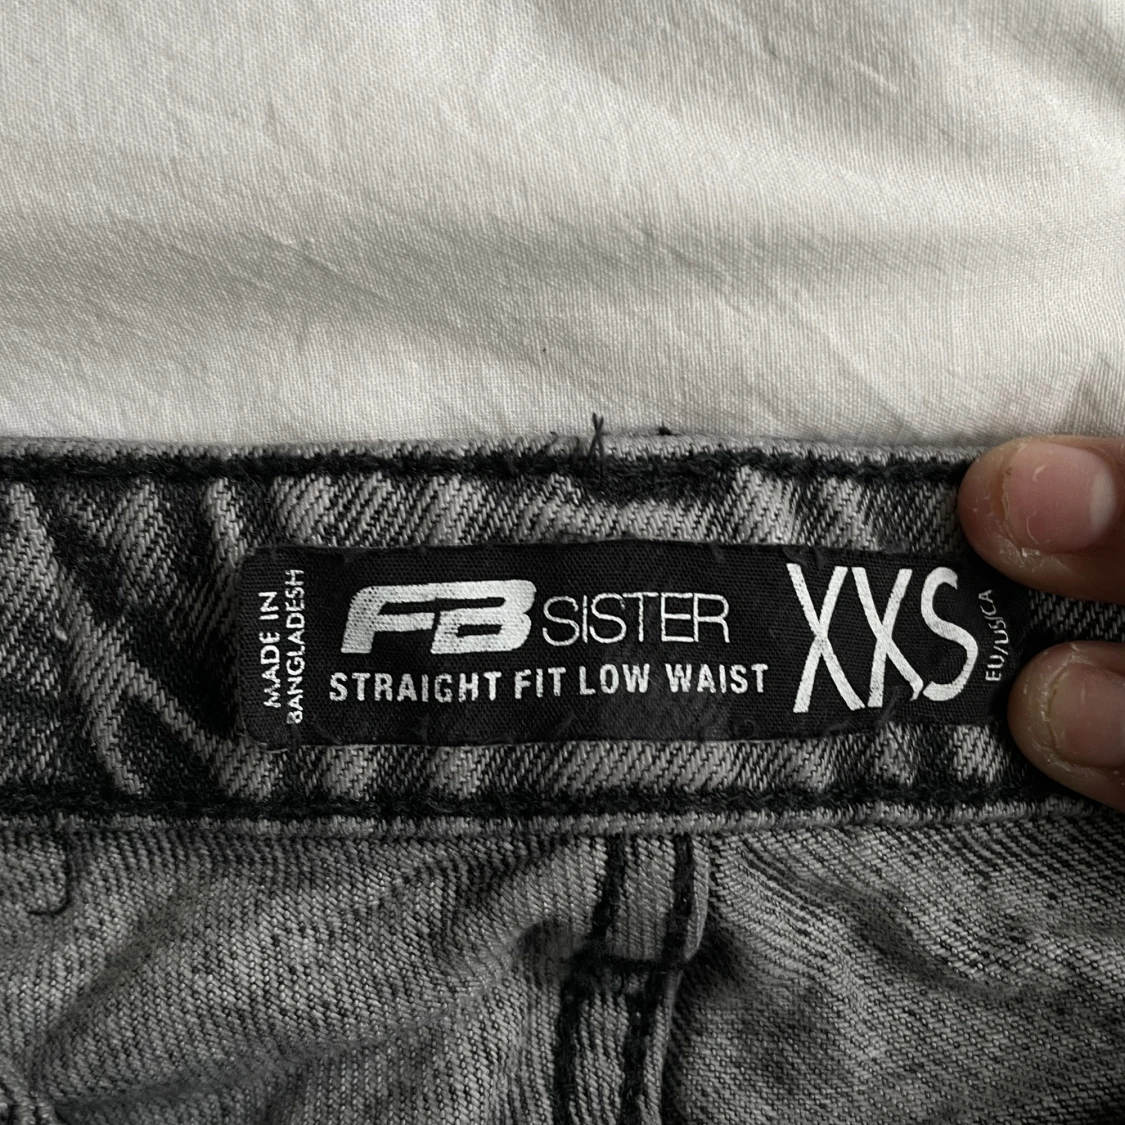 MADE IN
BANGLADESH
FB SISTER
STRAIGHT FIT LOW WAIST
XXS
EU/US/CA